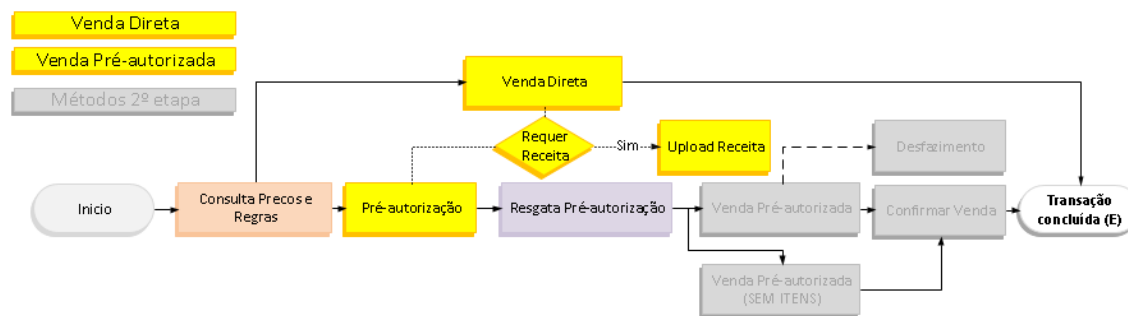 Venda Direta
Venda Pré-autorizada
Métodos 2º etapa
Venda Direta
Requer
Receita
Sim
Upload Receita
Desfazimento
Inicio
Consulta Precos e
Regras
Pré-autorização
Resgata Pré-autorização
Venda Pré-autorizada
Confirmar Venda
Transação
concluída (E)
Venda Pré-autorizada
(SEM ITENS)